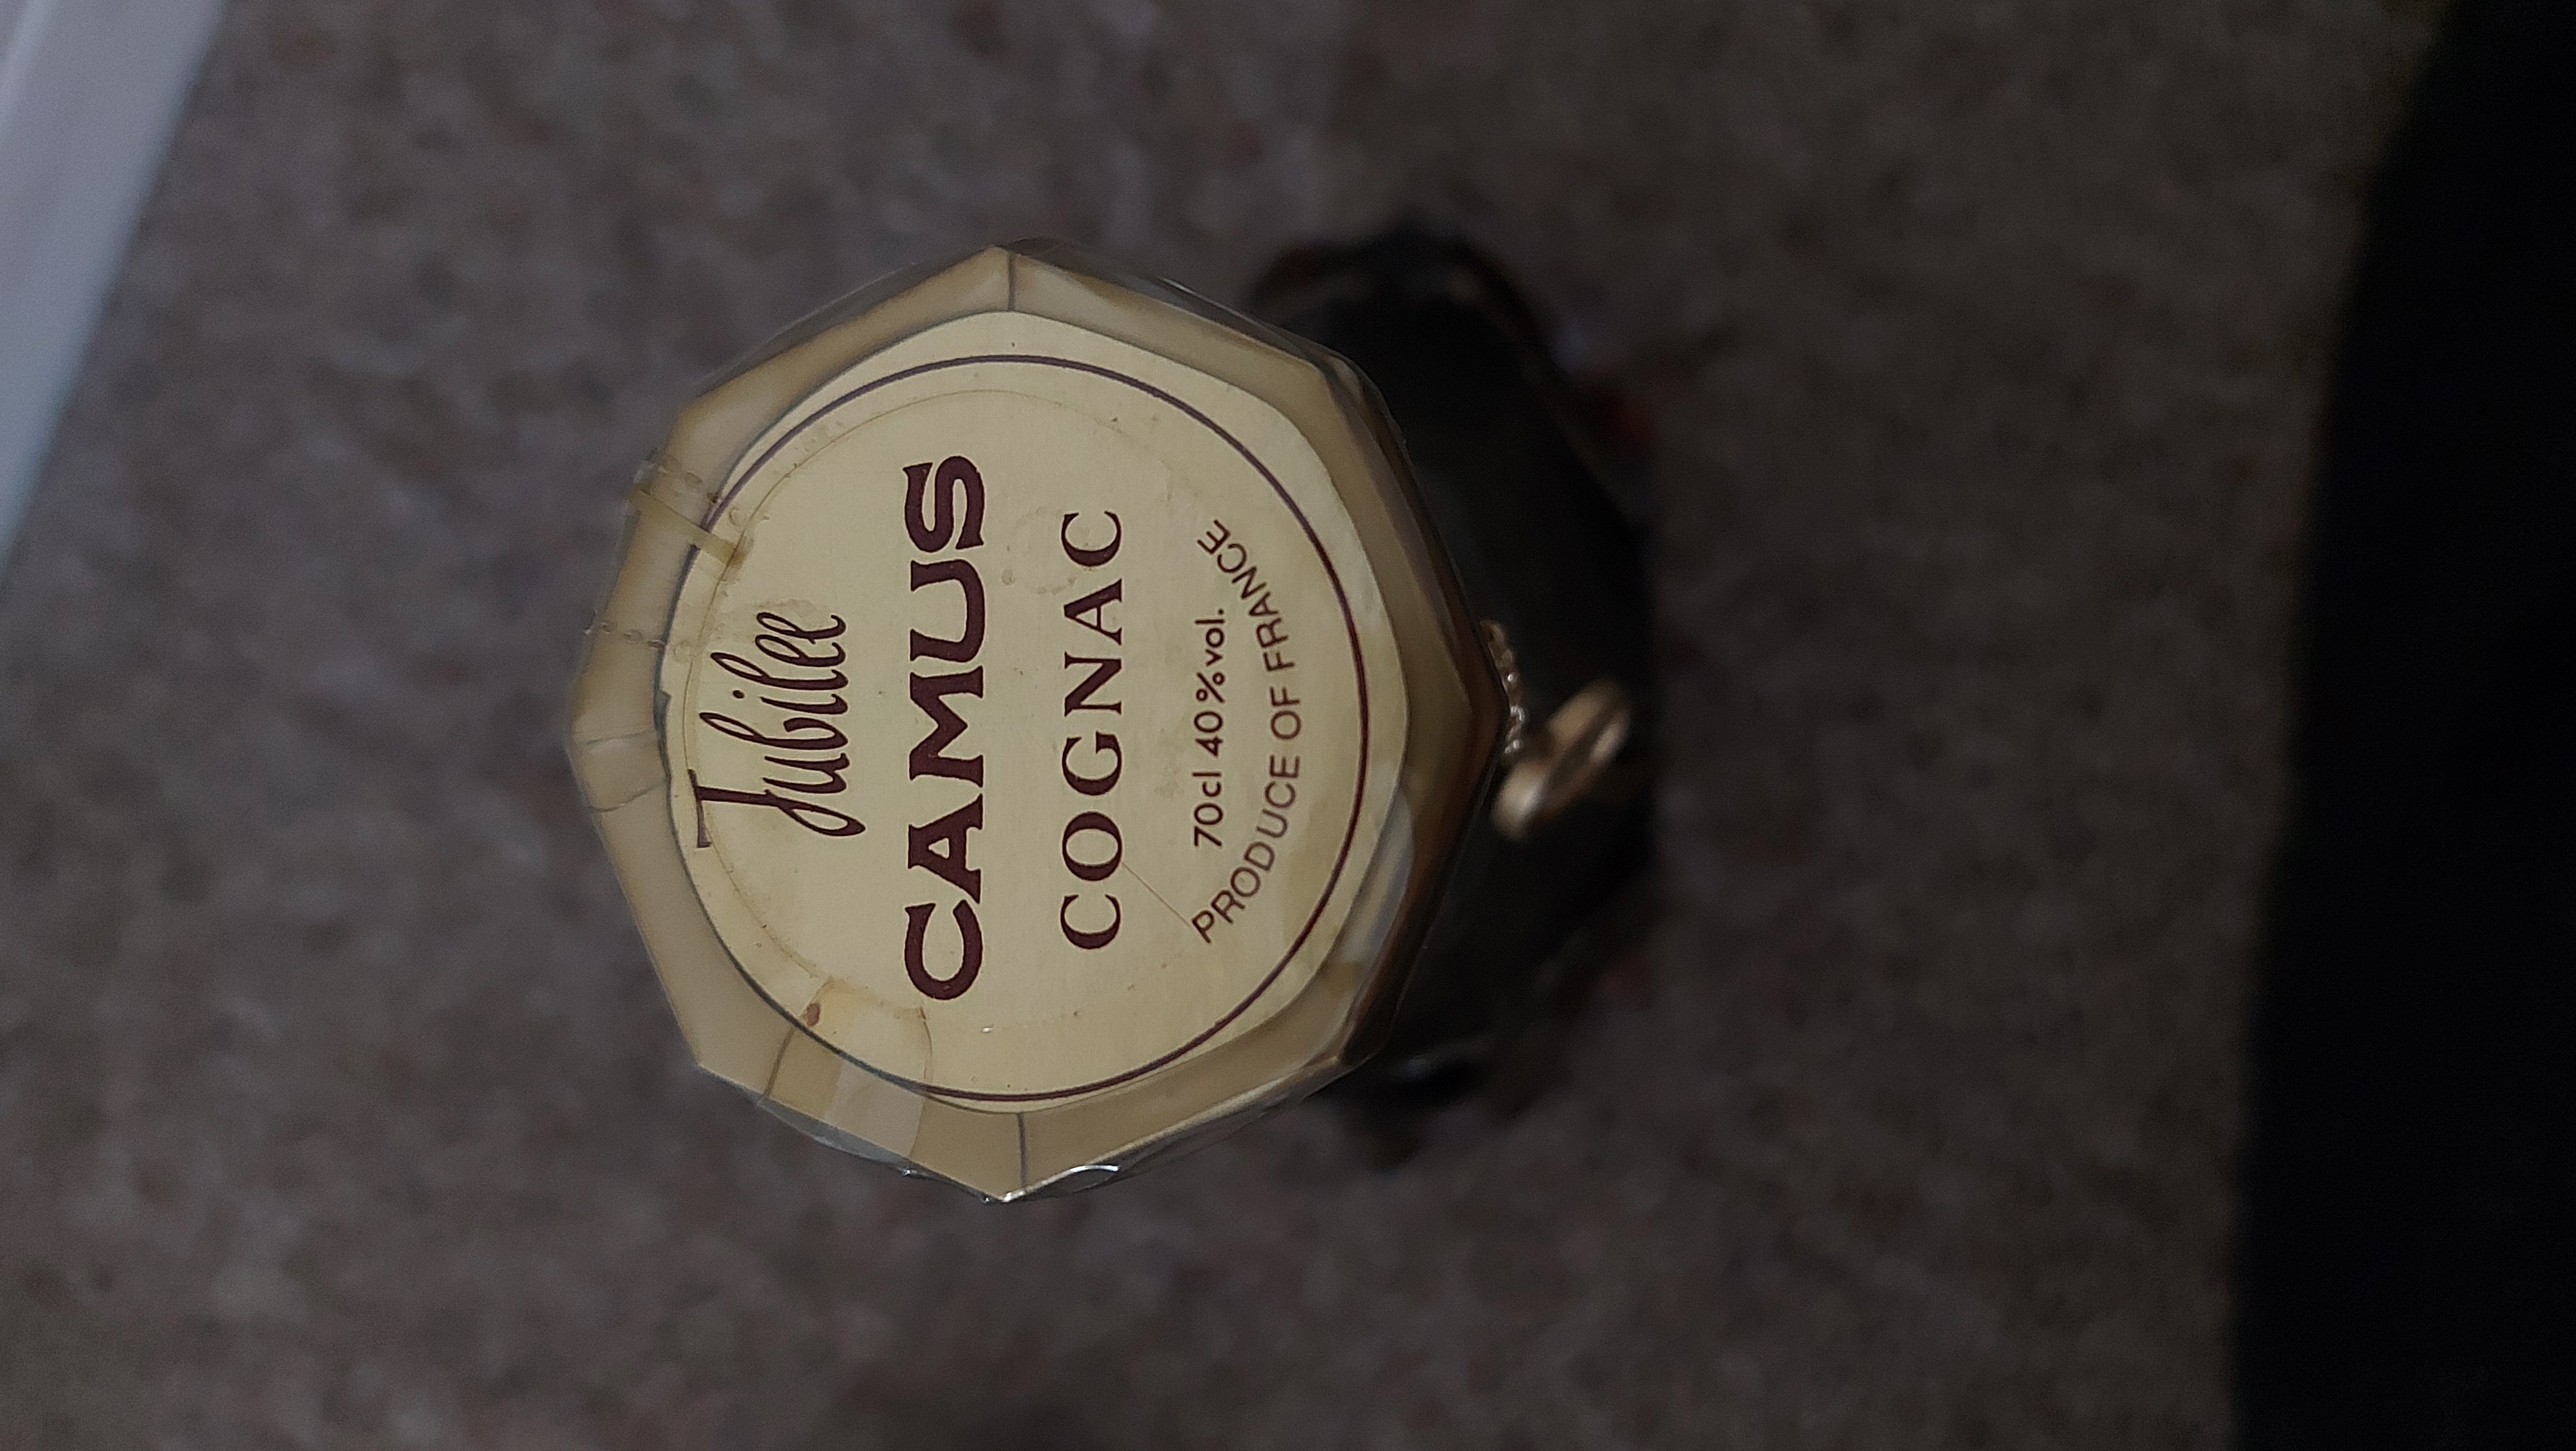 Jubilee
CAMUS
COGNAC
70cl 40%vol.
PRODUCE OF FRANCE